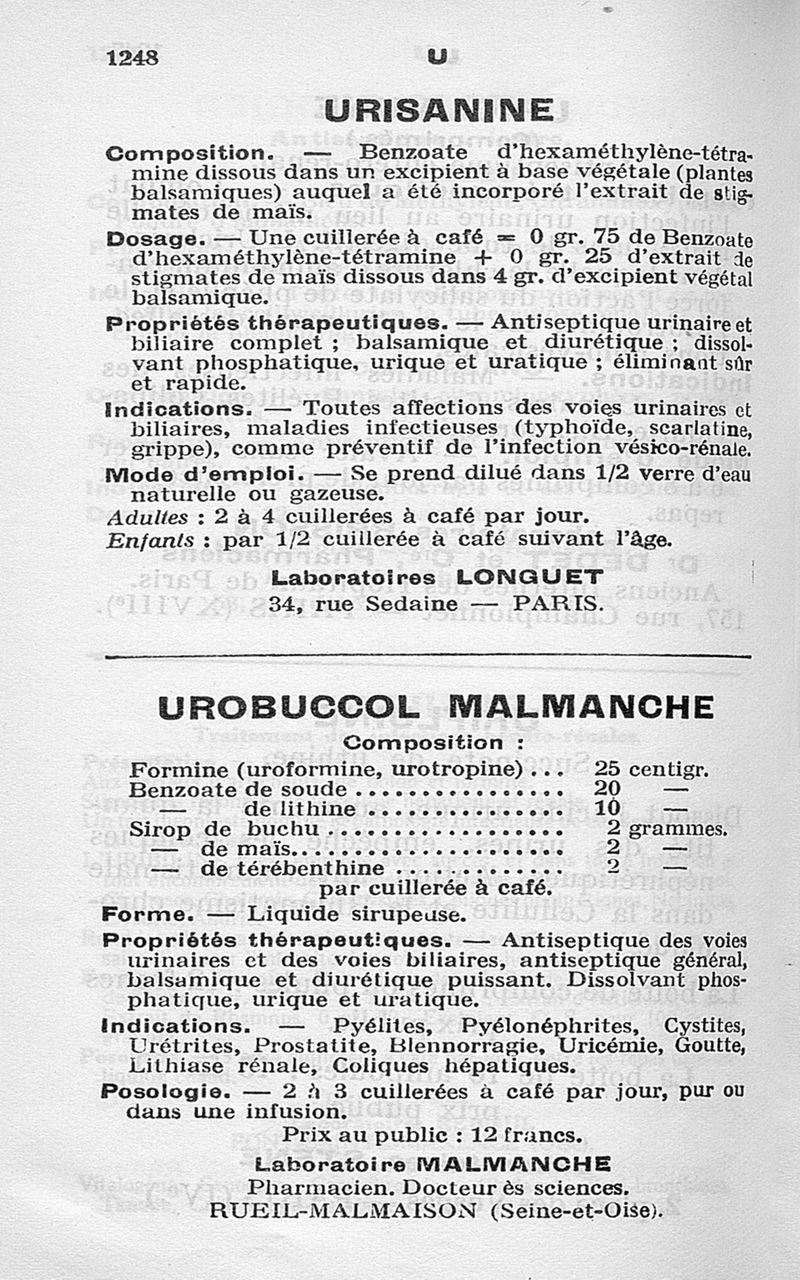 1248 U
URISANINE
Composition. — Benzoate d'hexaméthylène-tétra-
mine dissous dans un excipient à base végétale (plantes
balsamiques) auquel a été incorporé l'extrait de stig-
mates de maïs.
Dosage. — Une cuillerée à café = 0 gr. 75 de Benzoate
d'hexaméthylène-tétramine + 0 gr. 25 d'extrait de
stigmates de maïs dissous dans 4 gr. d'excipient végétal
balsamique.
Propriétés thérapeutiques. — Antiseptique urinaire et
biliaire complet ; balsamique et diurétique ; dissol-
vant phosphatique, urique et uratique ; éliminant sûr
et rapide.
Indications. — Toutes affections des voies urinaires et
biliaires, maladies infectieuses (typhoïde, scarlatine,
grippe), comme préventif de l'infection vésico-rénale.
Mode d'emploi. — Se prend dilué dans 1/2 verre d'eau
naturelle ou gazeuse.
Adultes : 2 à 4 cuillerées à café par jour.
Enfants : par 1/2 cuillerée à café suivant l'âge.
Laboratoires LONGUET
34, rue Sedaine — PARIS.
UROBUCCOL MALMANCHE
Composition :
Formine (uroformine, urotropine) ... 25 centigr.
Benzoate de soude ................ 20 —
— de lithine ............... 10 —
Sirop de buchu .................. 2 grammes.
— de maïs..................... 2 —
— de térébenthine ............. 2 —
par cuillerée à café.
Forme. — Liquide sirupeuse.
Propriétés thérapeutiques. — Antiseptique des voies
urinaires et des voies biliaires, antiseptique général,
balsamique et diurétique puissant. Dissolvant phos-
phatique, urique et uratique.
Indications. — Pyélites, Pyélonéphrites, Cystites,
Urétrites, Prostatite, Blennorragie, Uricémie, Goutte,
Lithiase rénale, Coliques hépatiques.
Posologie. — 2 à 3 cuillerées à café par jour, pur ou
dans une infusion.
Prix au public : 12 francs.
Laboratoire MALMANCHE
Pharmacien. Docteur ès sciences.
RUEIL-MALMAISON (Seine-et-Oise).